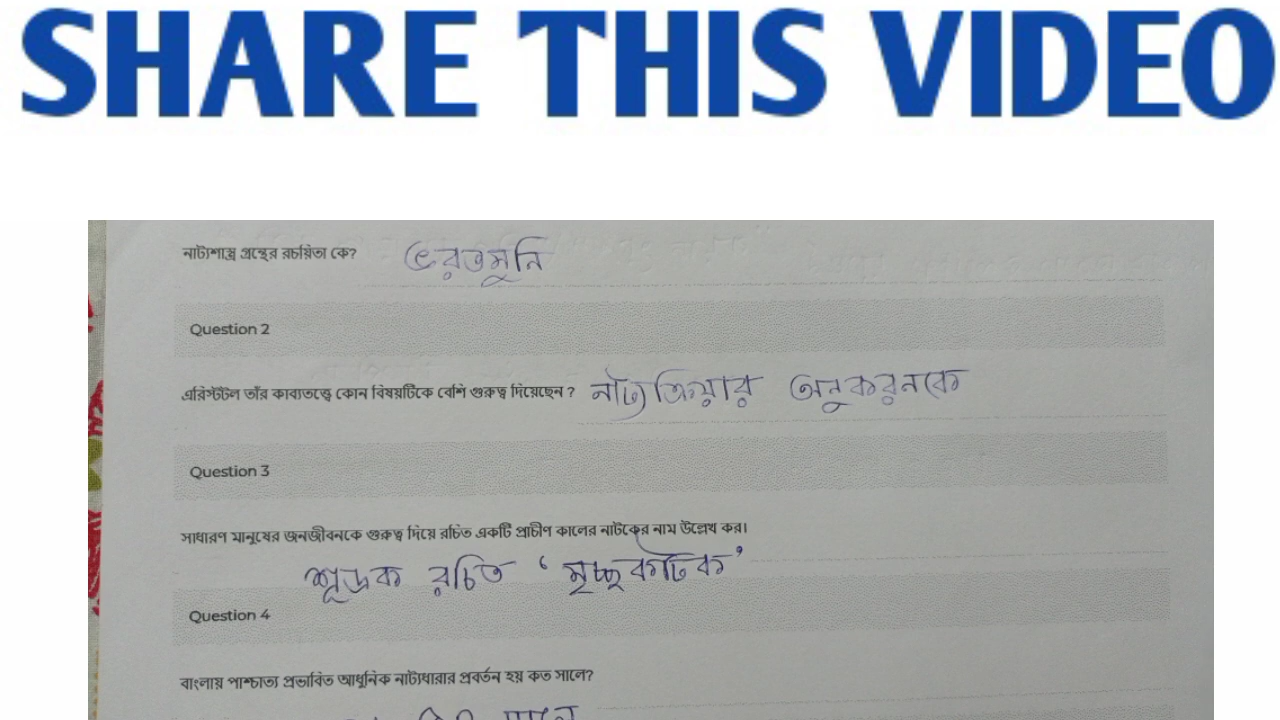 SHARE THIS VIDEO
নাট্যশাস্ত্র গ্রন্থের রচয়িতা কে? ভরতমুনি
Question 2
এরিস্টটল তাঁর কাব্যতত্ত্বে কোন বিষয়টিকে বেশি গুরুত্ব দিয়েছেন ? নাট্যক্রিয়ার অনুকরনকে
Question 3
সাধারণ মানুষের জনজীবনকে গুরুত্ব দিয়ে রচিত একটি প্রাচীণ কালের নাটকের নাম উল্লেখ কর।
শূদ্রক রচিত ‘মৃচ্ছকটিক’
Question 4
বাংলায় পাশ্চাত্য প্রভাবিত আধুনিক নাট্যধারার প্রবর্তন হয় কত সালে?